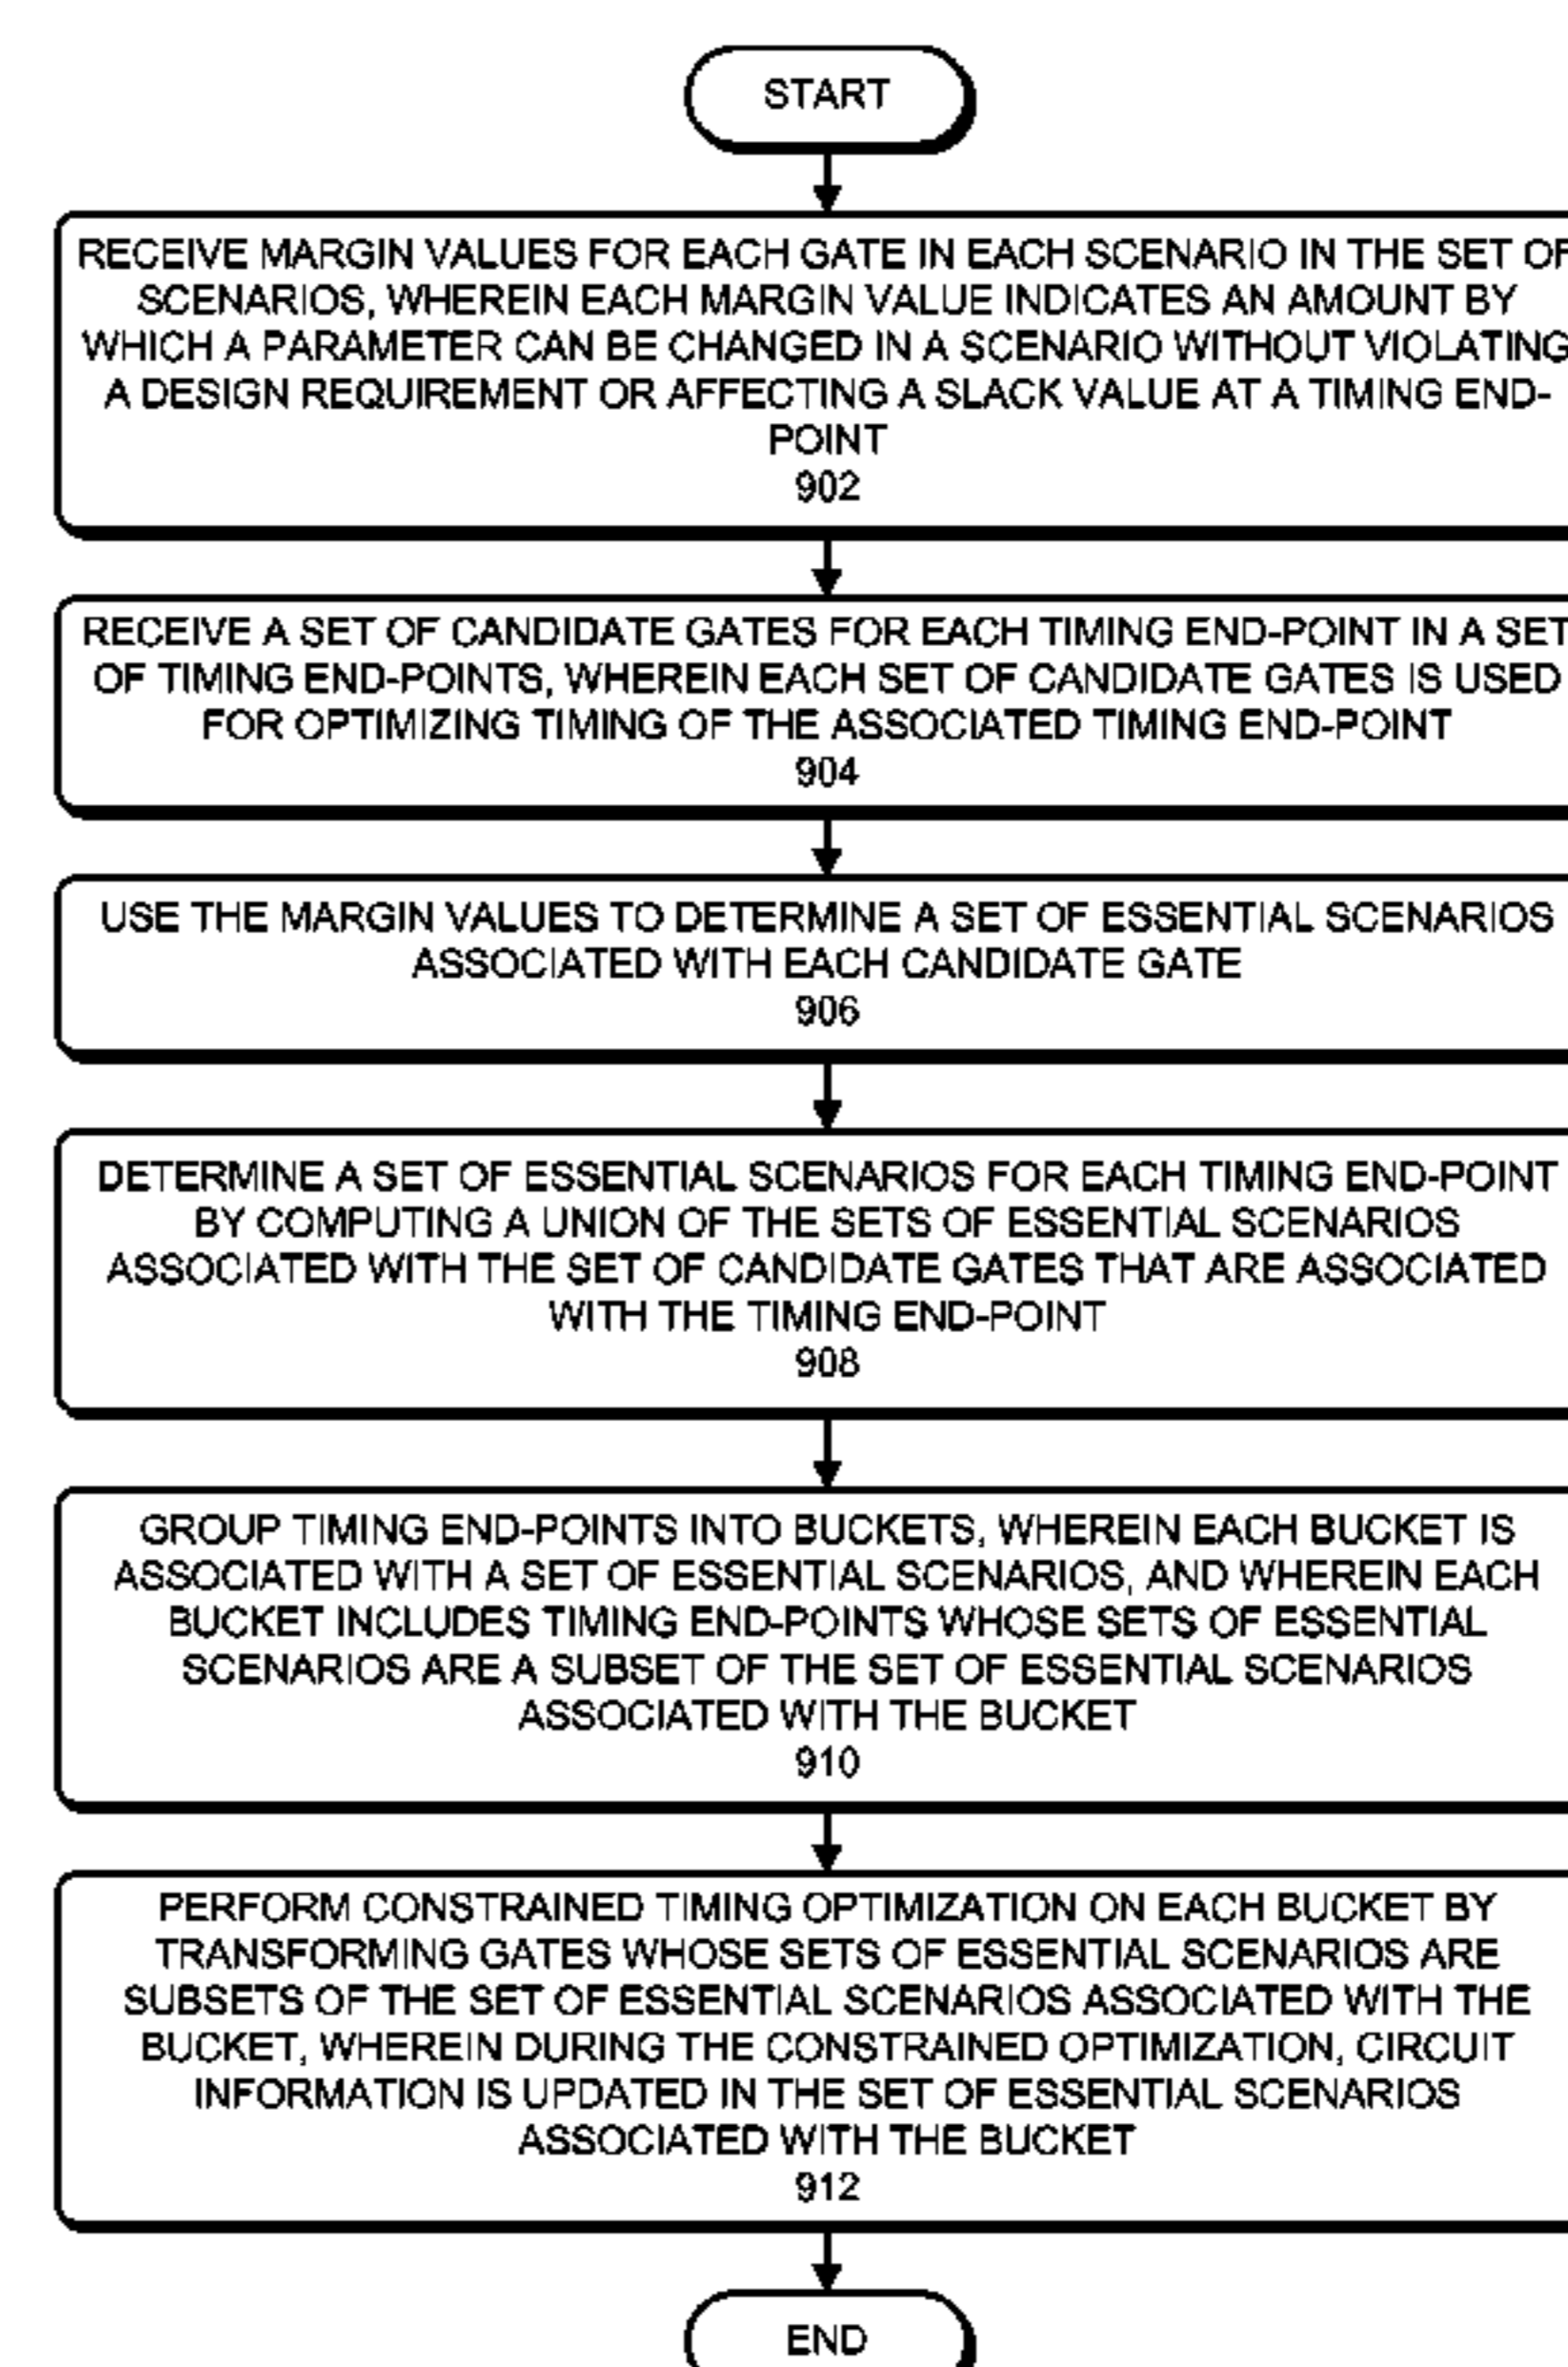 START
RECEIVE MARGIN VALUES FOR EACH GATE IN EACH SCENARIO IN THE SET OF
SCENARIOS, WHEREIN EACH MARGIN VALUE INDICATES AN AMOUNT BY
WHICH A PARAMETER CAN BE CHANGED IN A SCENARIO WITHOUT VIOLATING
A DESIGN REQUIREMENT OR AFFECTING A SLACK VALUE AT A TIMING END-
POINT
902
RECEIVE A SET OF CANDIDATE GATES FOR EACH TIMING END-POINT IN A SET
OF TIMING END-POINTS, WHEREIN EACH SET OF CANDIDATE GATES IS USED
FOR OPTIMIZING TIMING OF THE ASSOCIATED TIMING END-POINT
904
USE THE MARGIN VALUES TO DETERMINE A SET OF ESSENTIAL SCENARIOS
ASSOCIATED WITH EACH CANDIDATE GATE
906
DETERMINE A SET OF ESSENTIAL SCENARIOS FOR EACH TIMING END-POINT
BY COMPUTING A UNION OF THE SETS OF ESSENTIAL SCENARIOS
ASSOCIATED WITH THE SET OF CANDIDATE GATES THAT ARE ASSOCIATED
WITH THE TIMING END-POINT
908
GROUP TIMING END-POINTS INTO BUCKETS, WHEREIN EACH BUCKET IS
ASSOCIATED WITH A SET OF ESSENTIAL SCENARIOS, AND WHEREIN EACH
BUCKET INCLUDES TIMING END-POINTS WHOSE SETS OF ESSENTIAL
SCENARIOS ARE A SUBSET OF THE SET OF ESSENTIAL SCENARIOS
ASSOCIATED WITH THE BUCKET
910
PERFORM CONSTRAINED TIMING OPTIMIZATION ON EACH BUCKET BY
TRANSFORMING GATES WHOSE SETS OF ESSENTIAL SCENARIOS ARE
SUBSETS OF THE SET OF ESSENTIAL SCENARIOS ASSOCIATED WITH THE
BUCKET, WHEREIN DURING THE CONSTRAINED OPTIMIZATION, CIRCUIT
INFORMATION IS UPDATED IN THE SET OF ESSENTIAL SCENARIOS
ASSOCIATED WITH THE BUCKET
912
END